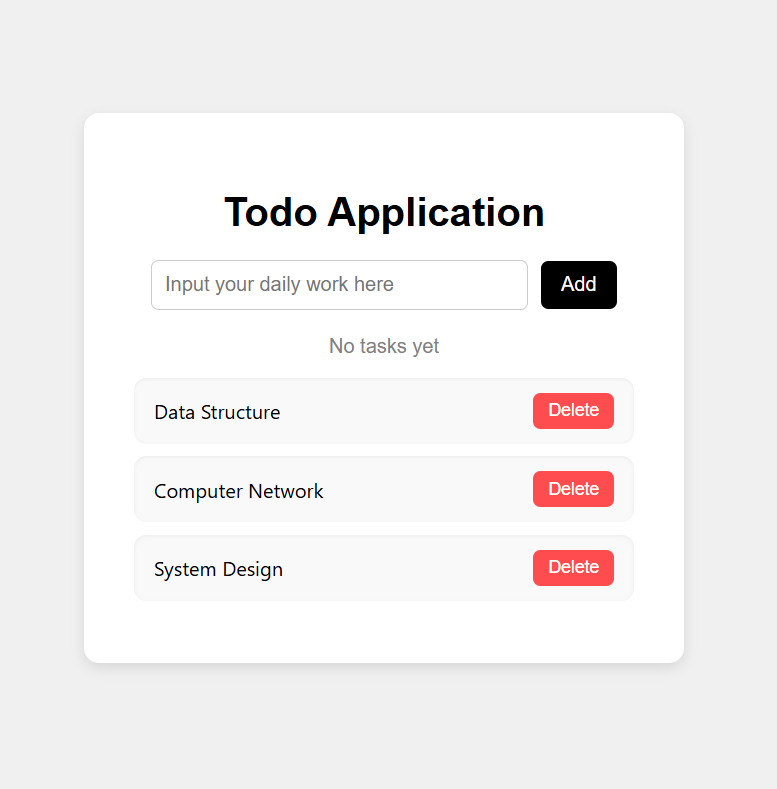 Todo Application
Input your daily work here
Add
No tasks yet
Data Structure
Delete
Computer Network
Delete
System Design
Delete